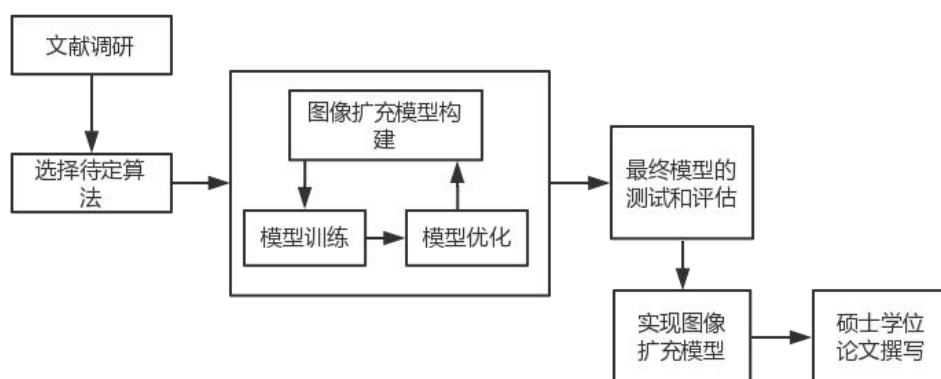 文献调研
选择待定算
法
图像扩充模型构
建
模型训练
模型优化
最终模型的
测试和评估
实现图像
扩充模型
硕士学位
论文撰写